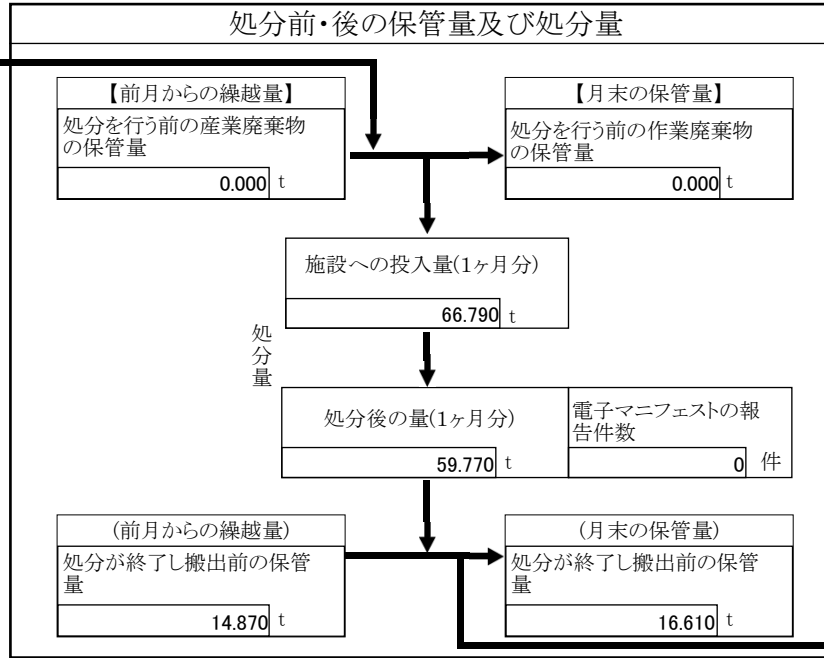 処分前・後の保管量及び処分量
【前月からの繰越量】
処分を行う前の産業廃棄物
の保管量
0.000 t
【月末の保管量】
処分を行う前の作業廃棄物
の保管量
0.000 t
施設への投入量(1ヶ月分)
66.790 t
処分量
処分後の量(1ヶ月分)
59.770 t
電子マニフェストの報
告件数
0 件
(前月からの繰越量)
処分が終了し搬出前の保管
量
14.870 t
(月末の保管量)
処分が終了し搬出前の保管
量
16.610 t